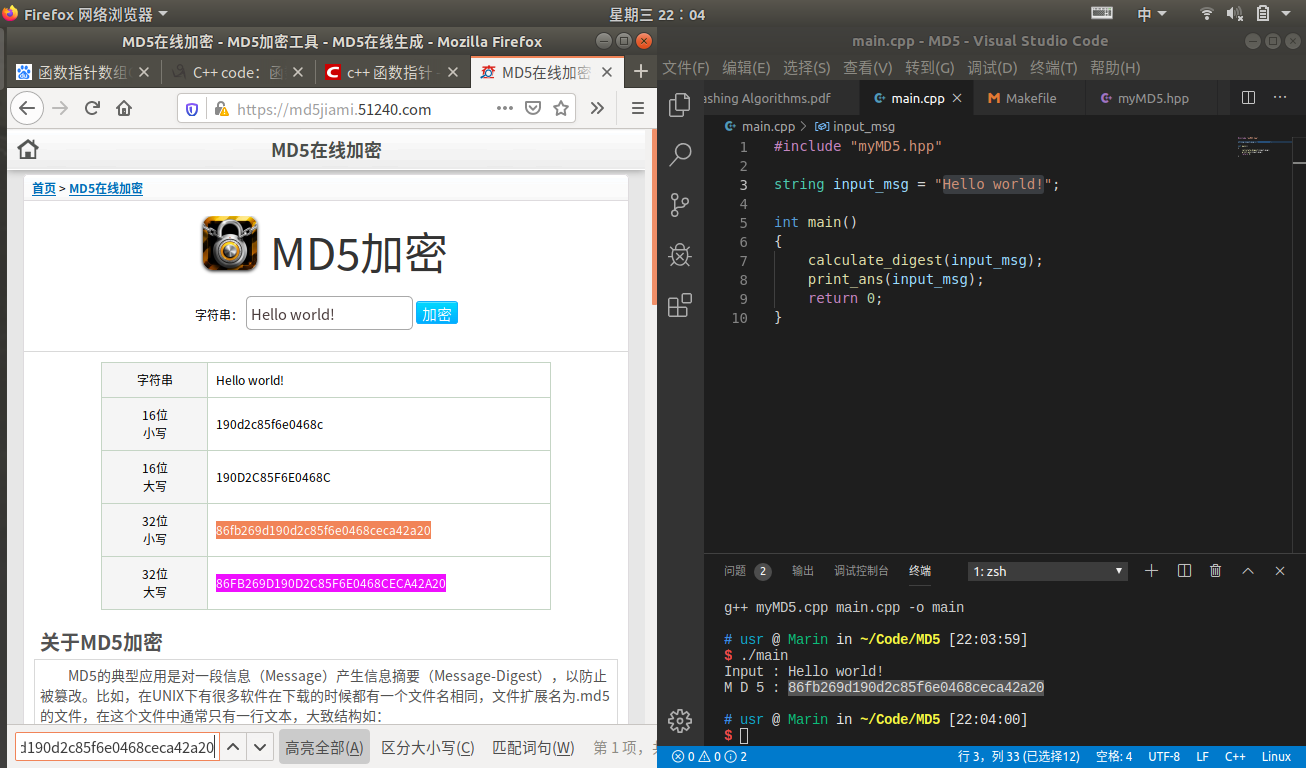 Firefox 网络浏览器
星期三 22：04
中
MD5在线加密 - MD5加密工具 - MD5在线生成 - Mozilla Firefox
函数指针数组
C++ code：函
c++ 函数指针 -
MD5在线加密
https://md5jiami.51240.com
MD5在线加密
首页 > MD5在线加密
MD5加密
字符串：
Hello world!
加密
字符串
Hello world!
16位
小写
190d2c85f6e0468c
16位
大写
190D2C85F6E0468C
32位
小写
86fb269d190d2c85f6e0468ceca42a20
32位
大写
86FB269D190D2C85F6E0468CECA42A20
关于MD5加密
MD5的典型应用是对一段信息（Message）产生信息摘要（Message-Digest），以防止
被篡改。比如，在UNIX下有很多软件在下载的时候都有一个文件名相同，文件扩展名为.md5
的文件，在这个文件中通常只有一行文本，大致结构如：
d190d2c85f6e0468ceca42a20
高亮全部(A)
区分大小写(C)
匹配词句(W)
第 1 项，共
main.cpp - MD5 - Visual Studio Code
文件(F) 编辑(E) 选择(S) 查看(V) 转到(G) 调试(D) 终端(T) 帮助(H)
ashing Algorithms.pdf
main.cpp
Makefile
myMD5.hpp
main.cpp > input_msg
1 #include "myMD5.hpp"
2
3 string input_msg = "Hello world!";
4
5 int main()
6 {
7 calculate_digest(input_msg);
8 print_ans(input_msg);
9 return 0;
10 }
问题 2 输出 调试控制台 终端
1: zsh
g++ myMD5.cpp main.cpp -o main
# usr @ Marin in ~/Code/MD5 [22:03:59]
$ ./main
Input : Hello world!
M D 5 : 86fb269d190d2c85f6e0468ceca42a20
# usr @ Marin in ~/Code/MD5 [22:04:00]
$
0 0 2
行 3，列 33 (已选择12) 空格: 4 UTF-8 LF C++ Linux